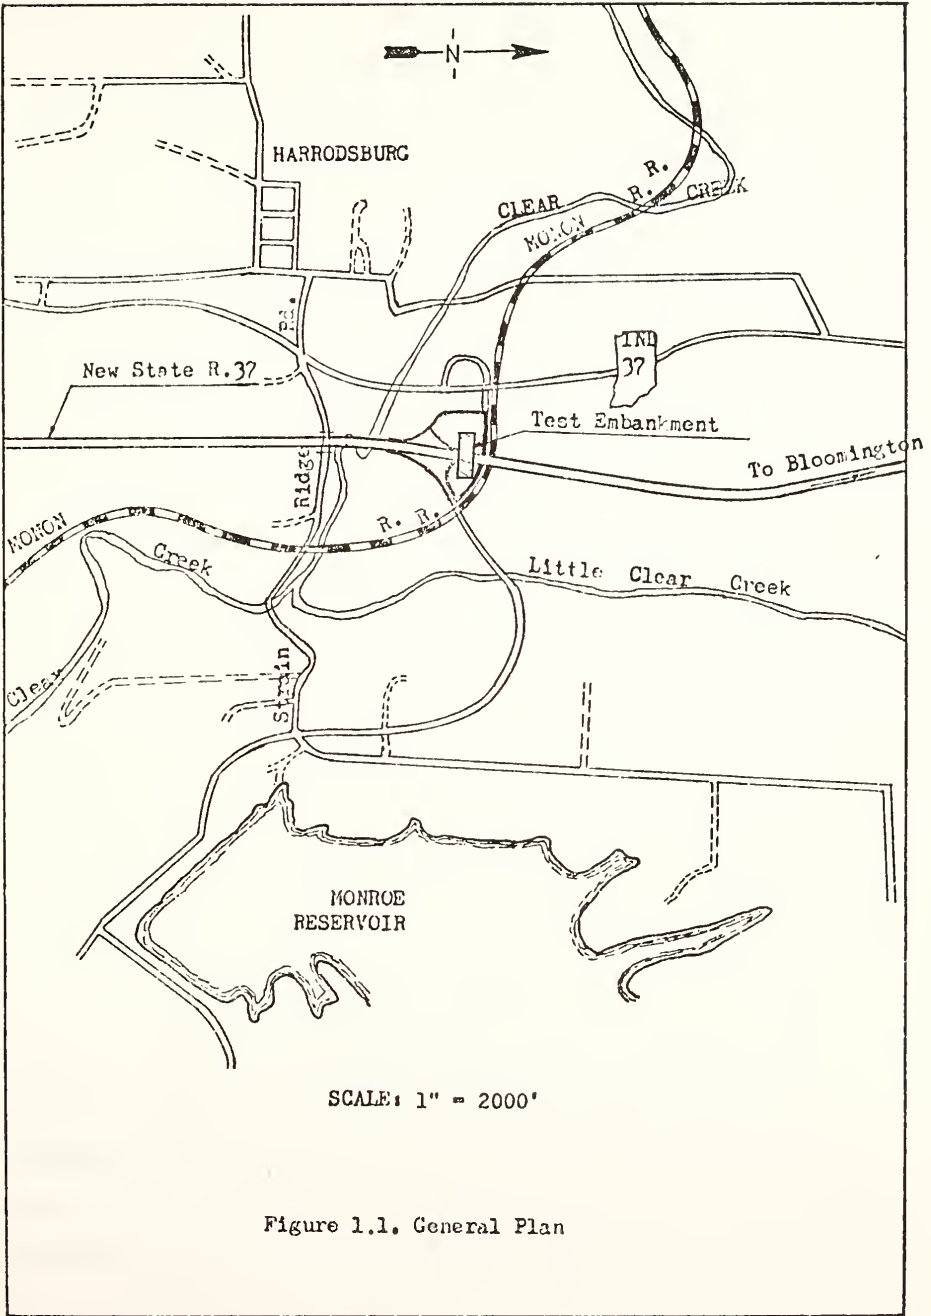 N
HARRODSBURG
R. R.
CLEAR CREEK
MONON
Rd.
IND
37
New State R.37
Test Embankment
To Bloomington
Ridge
MONON
R. R.
Creek
Little Clear Creek
Clear
Strain
MONROE
RESERVOIR
SCALE: 1" = 2000'
Figure 1.1. General Plan